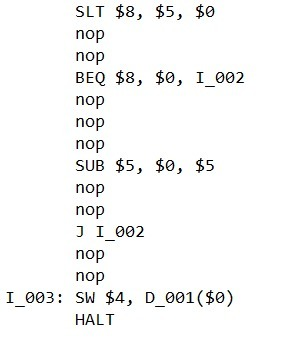 SLT $8, $5, $0
nop
nop
BEQ $8, $0, I_002
nop
nop
nop
SUB $5, $0, $5
nop
nop
J I_002
nop
nop
I_003: SW $4, D_001($0)
HALT